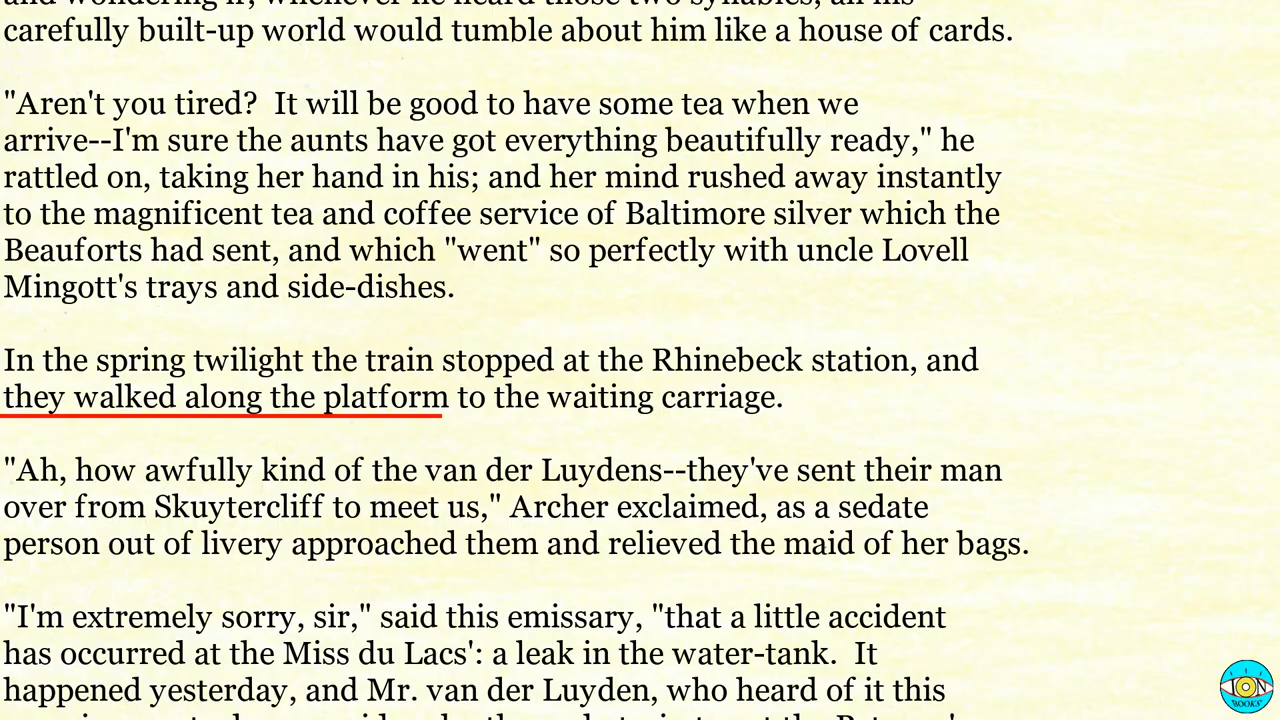 carefully built-up world would tumble about him like a house of cards.
"Aren't you tired?  It will be good to have some tea when we
arrive--I'm sure the aunts have got everything beautifully ready," he
rattled on, taking her hand in his; and her mind rushed away instantly
to the magnificent tea and coffee service of Baltimore silver which the
Beauforts had sent, and which "went" so perfectly with uncle Lovell
Mingott's trays and side-dishes.
In the spring twilight the train stopped at the Rhinebeck station, and
they walked along the platform to the waiting carriage.
"Ah, how awfully kind of the van der Luydens--they've sent their man
over from Skuytercliff to meet us," Archer exclaimed, as a sedate
person out of livery approached them and relieved the maid of her bags.
"I'm extremely sorry, sir," said this emissary, "that a little accident
has occurred at the Miss du Lacs': a leak in the water-tank.  It
happened yesterday, and Mr. van der Luyden, who heard of it this
ION
BOOKS